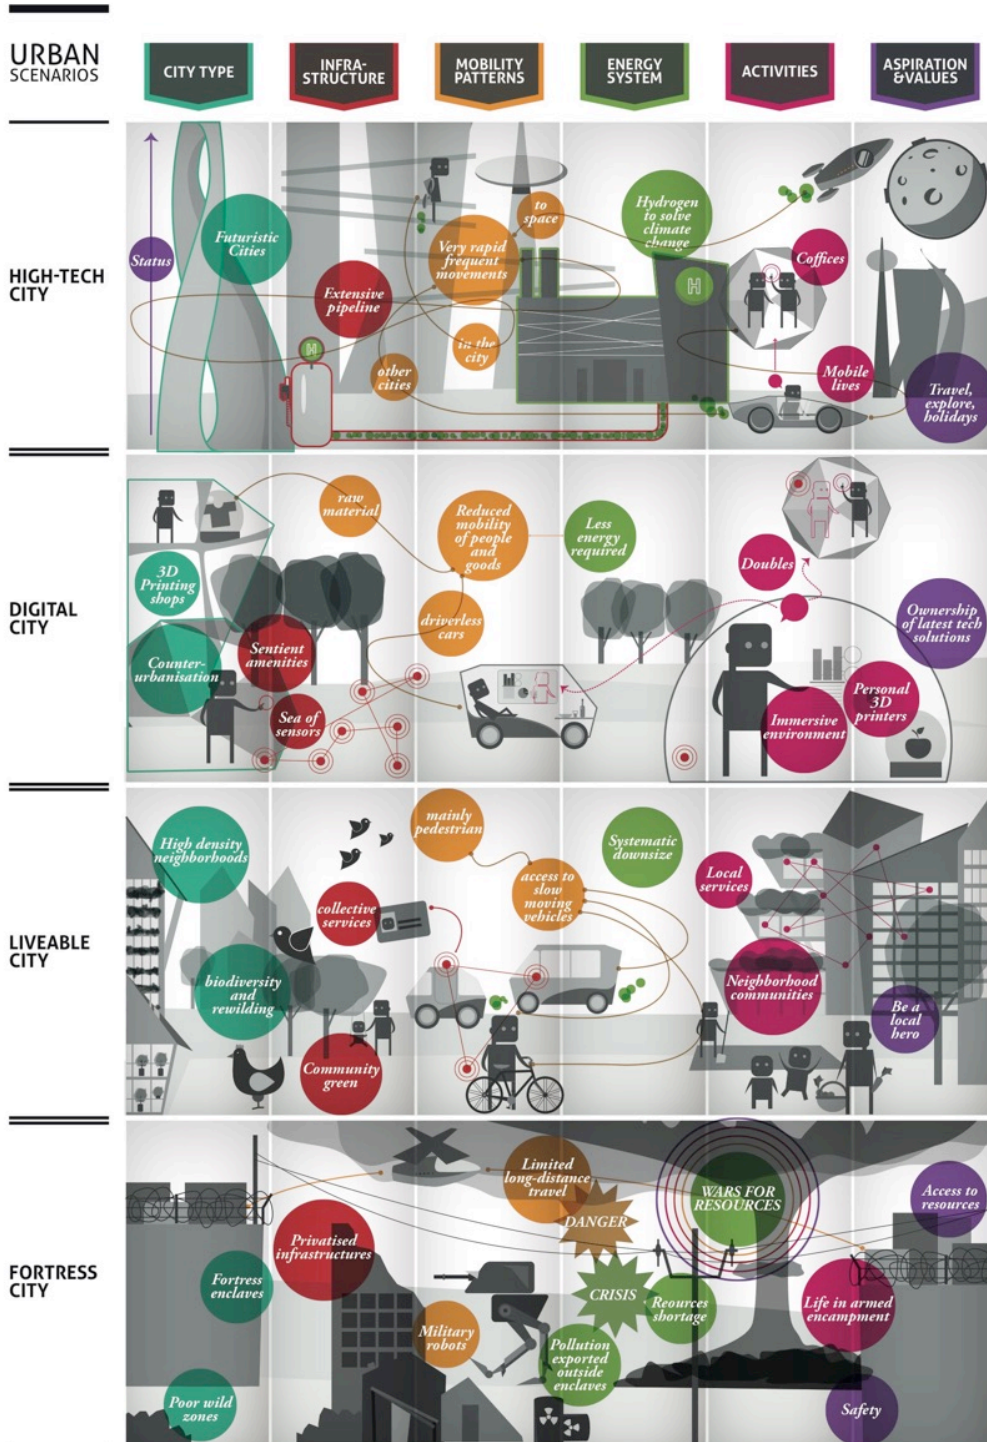 URBAN
SCENARIOS
CITY TYPE
INFRA-
STRUCTURE
MOBILITY
PATTERNS
ENERGY
SYSTEM
ACTIVITIES
ASPIRATION
&VALUES
HIGH-TECH
CITY
Status
Futuristic
Cities
Extensive
pipeline
H
Very rapid
frequent
movements
to
space
in the
city
other
cities
Hydrogen
to solve
climate
change
H
Coffices
Mobile
lives
Travel,
explore,
holidays
DIGITAL
CITY
3D
Printing
shops
Counter-
urbanisation
raw
material
Sentient
amenities
Sea of
sensors
Reduced
mobility
of people
and
goods
driverless
cars
Less
energy
required
Doubles
Immersive
environment
Personal
3D
printers
Ownership
of latest tech
solutions
LIVEABLE
CITY
High density
neighborhoods
biodiversity
and
rewilding
collective
services
Community
green
mainly
pedestrian
access to
slow
moving
vehicles
Systematic
downsize
Local
services
Neighborhood
communities
Be a
local
hero
FORTRESS
CITY
Fortress
enclaves
Poor wild
zones
Privatised
infrastructures
Limited
long-distance
travel
Military
robots
DANGER
CRISIS
WARS FOR
RESOURCES
Reources
shortage
Pollution
exported
outside
enclaves
Life in armed
encampment
Access to
resources
Safety